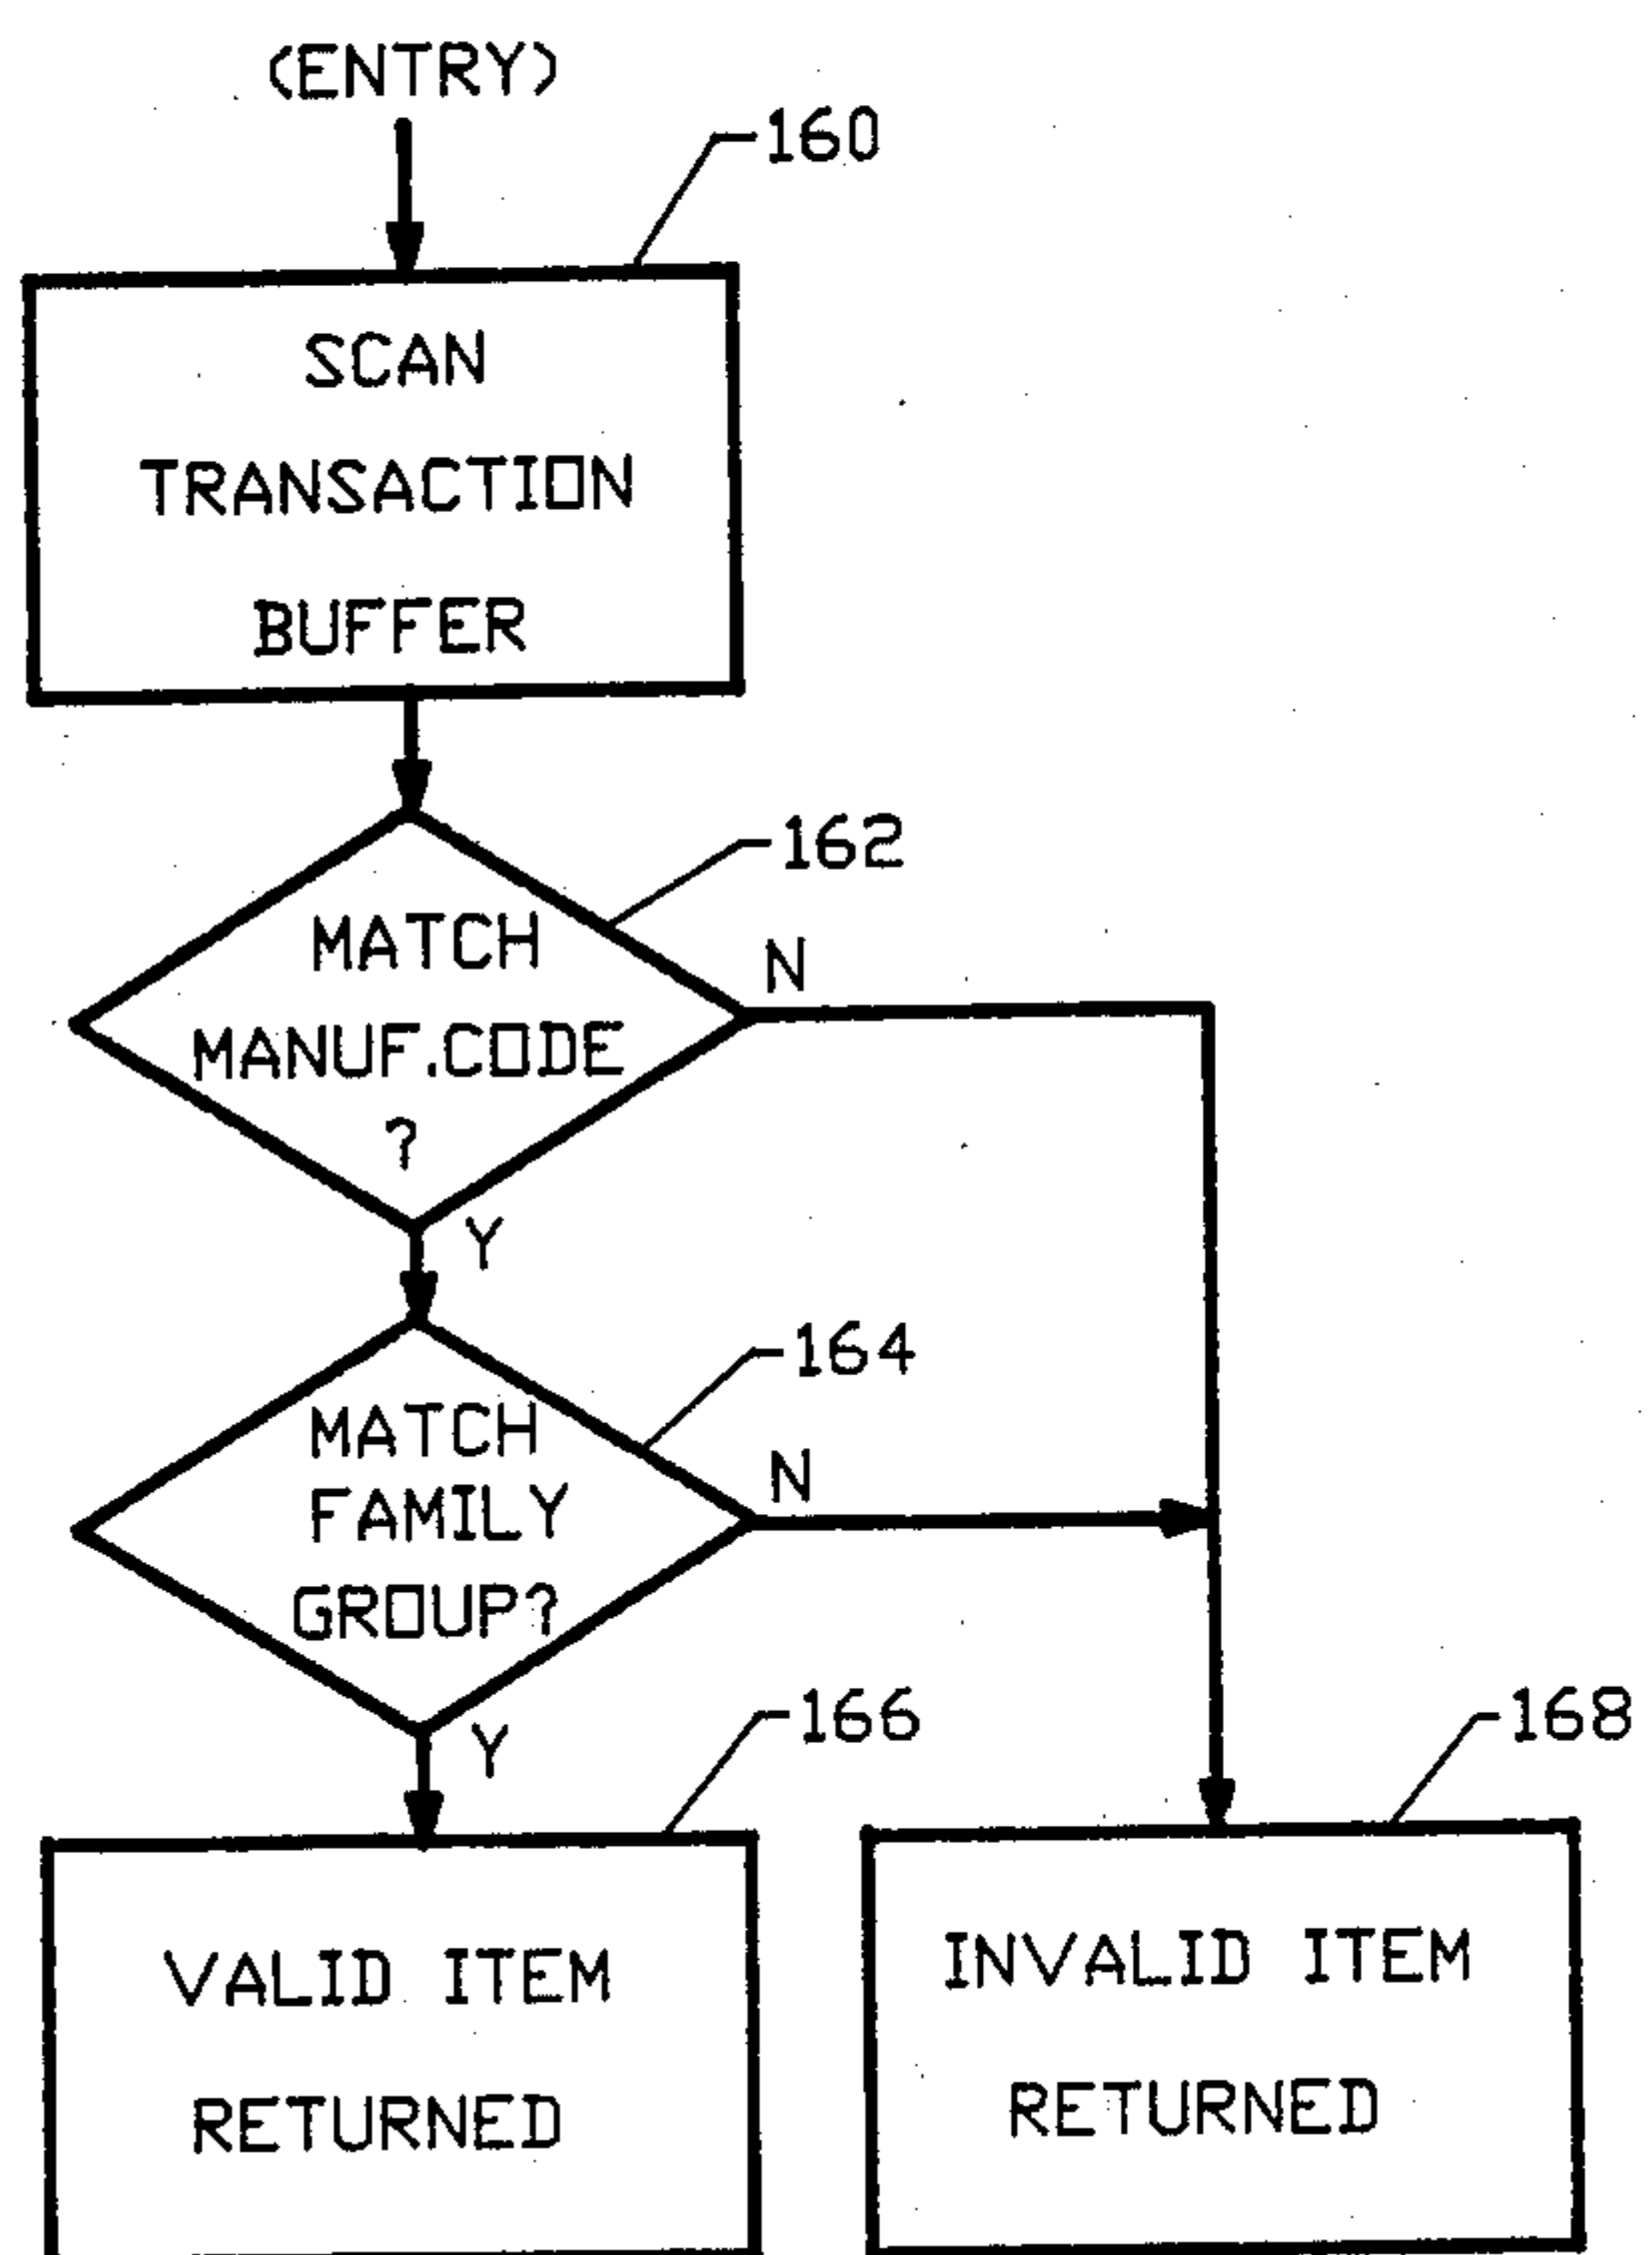 (ENTRY)
160
SCAN
TRANSACTION
BUFFER
162
MATCH
MANUF.CODE
?
N
Y
164
MATCH
FAMILY
GROUP?
N
Y
166
168
VALID ITEM
RETURNED
INVALID ITEM
RETURNED